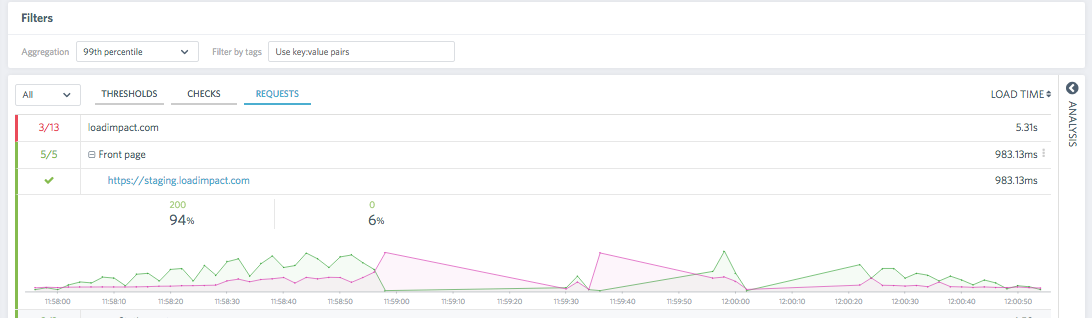 Filters
Aggregation 99th percentile Filter by tags Use key:value pairs
All THRESHOLDS CHECKS REQUESTS LOAD TIME
ANALYSIS
3/13 loadimpact.com 5.31s
5/5 Front page 983.13ms
https://staging.loadimpact.com 983.13ms
200 0
94% 6%
11:58:00 11:58:10 11:58:20 11:58:30 11:58:40 11:58:50 11:59:00 11:59:10 11:59:20 11:59:30 11:59:40 11:59:50 12:00:00 12:00:10 12:00:20 12:00:30 12:00:40 12:00:50